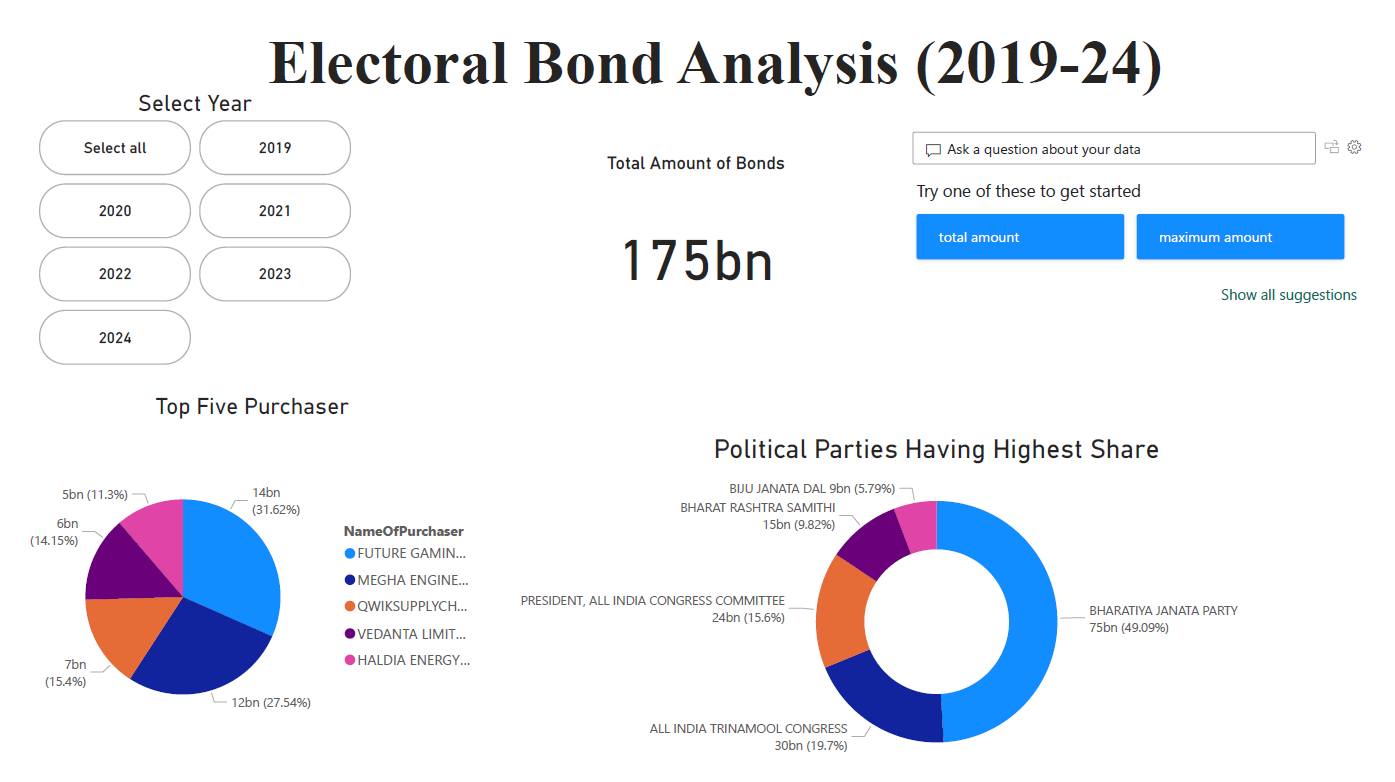 Electoral Bond Analysis (2019-24)
Select Year
Select all
2019
2020
2021
2022
2023
2024
Total Amount of Bonds
175bn
Ask a question about your data
Try one of these to get started
total amount
maximum amount
Show all suggestions
Top Five Purchaser
14bn
(31.62%)
12bn (27.54%)
7bn
(15.4%)
6bn
(14.15%)
5bn (11.3%)
NameOfPurchaser
FUTURE GAMIN...
MEGHA ENGINE...
QWIKSUPPLYCH...
VEDANTA LIMIT...
HALDIA ENERGY...
Political Parties Having Highest Share
BHARATIYA JANATA PARTY
75bn (49.09%)
ALL INDIA TRINAMOOL CONGRESS
30bn (19.7%)
PRESIDENT, ALL INDIA CONGRESS COMMITTEE
24bn (15.6%)
BHARAT RASHTRA SAMITHI
15bn (9.82%)
BIJU JANATA DAL 9bn (5.79%)